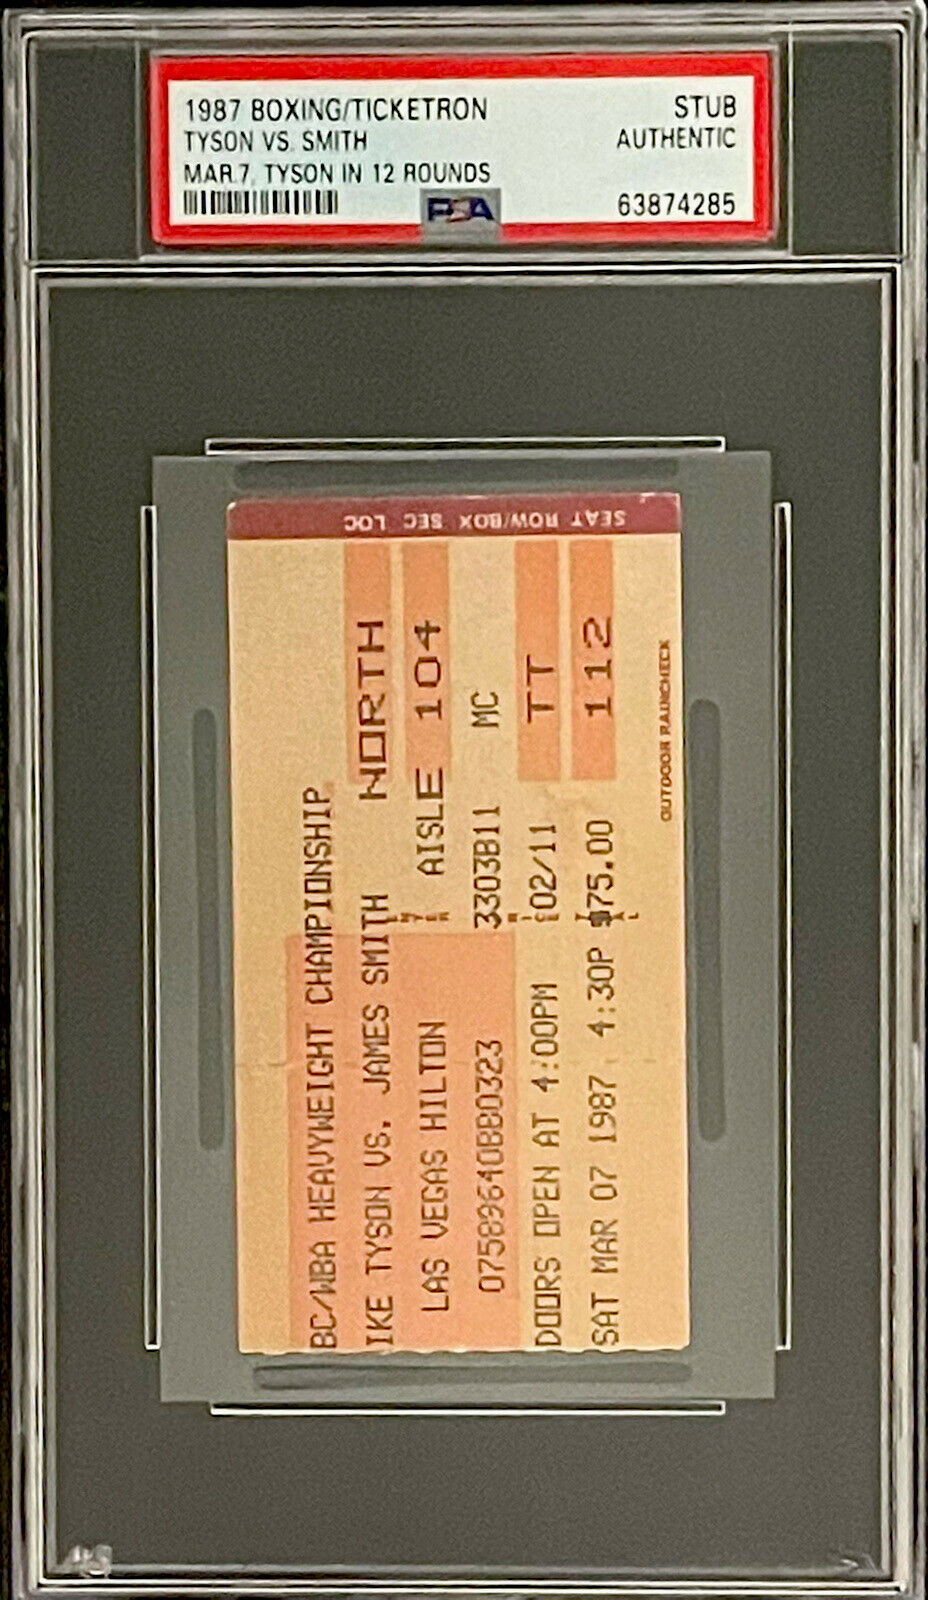 1987 BOXING/TICKETRON STUB
TYSON VS. SMITH AUTHENTIC
MAR.7, TYSON IN 12 ROUNDS
PSA 63874285
SEAT ROW/BOX SEC LOC
BC/WBA HEAVYWEIGHT CHAMPIONSHIP
IKE TYSON VS. JAMES SMITH NORTH
LAS VEGAS HILTON AISLE 104
0758964OBBO323 3303B11 MC
DOORS OPEN AT 4:00PM 02/11 TT
SAT MAR 07 1987 4:30P $75.00 112
OUTDOOR RAINCHECK